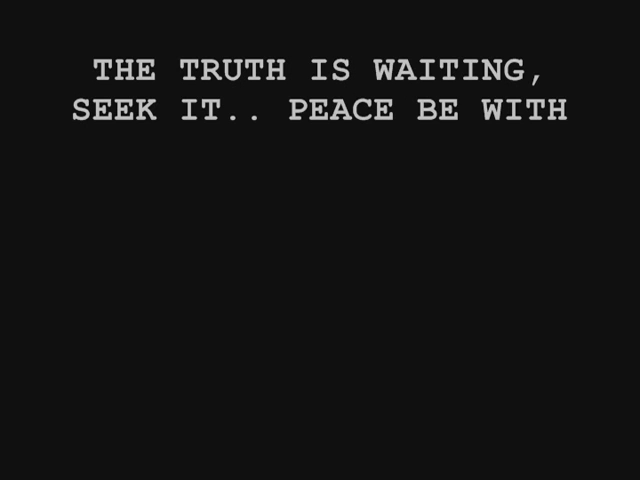 THE TRUTH IS WAITING,
SEEK IT.. PEACE BE WITH